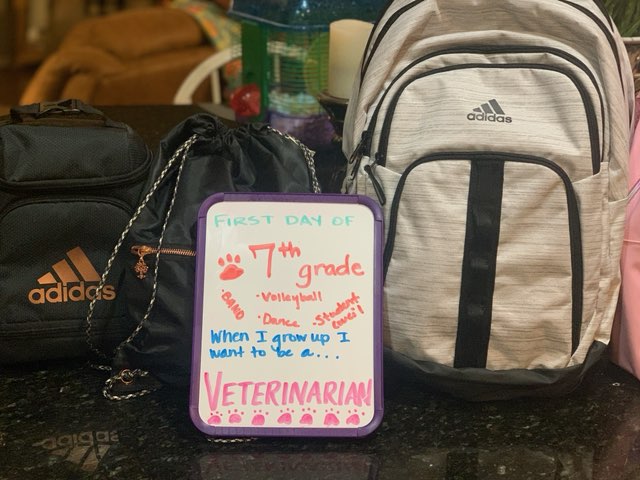 adidas
adidas
FIRST DAY OF
7th
grade
• BAND
• Volleyball
• Dance
• Student
Council
When I grow up I
want to be a...
VETERINARIAN